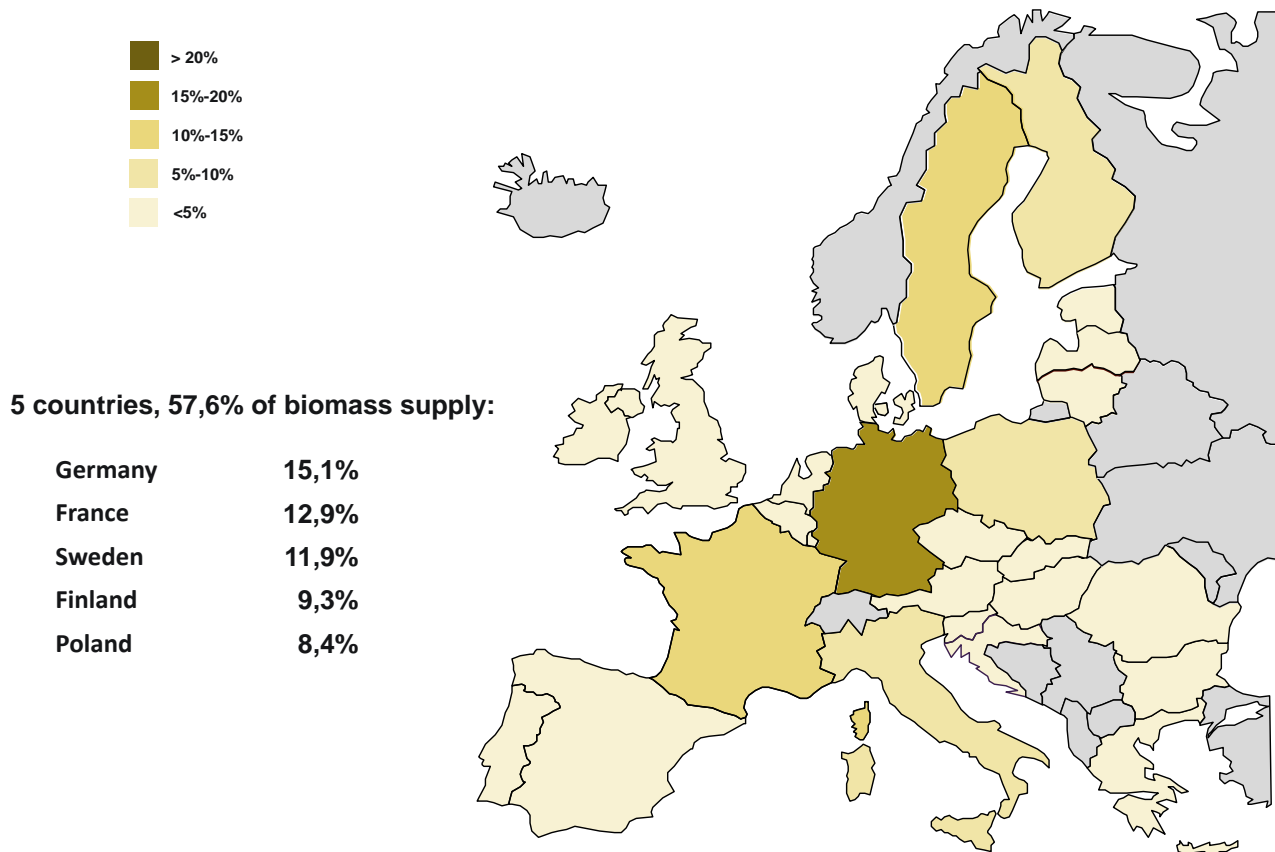 > 20%
15%-20%
10%-15%
5%-10%
<5%
5 countries, 57,6% of biomass supply:
Germany 15,1%
France 12,9%
Sweden 11,9%
Finland 9,3%
Poland 8,4%